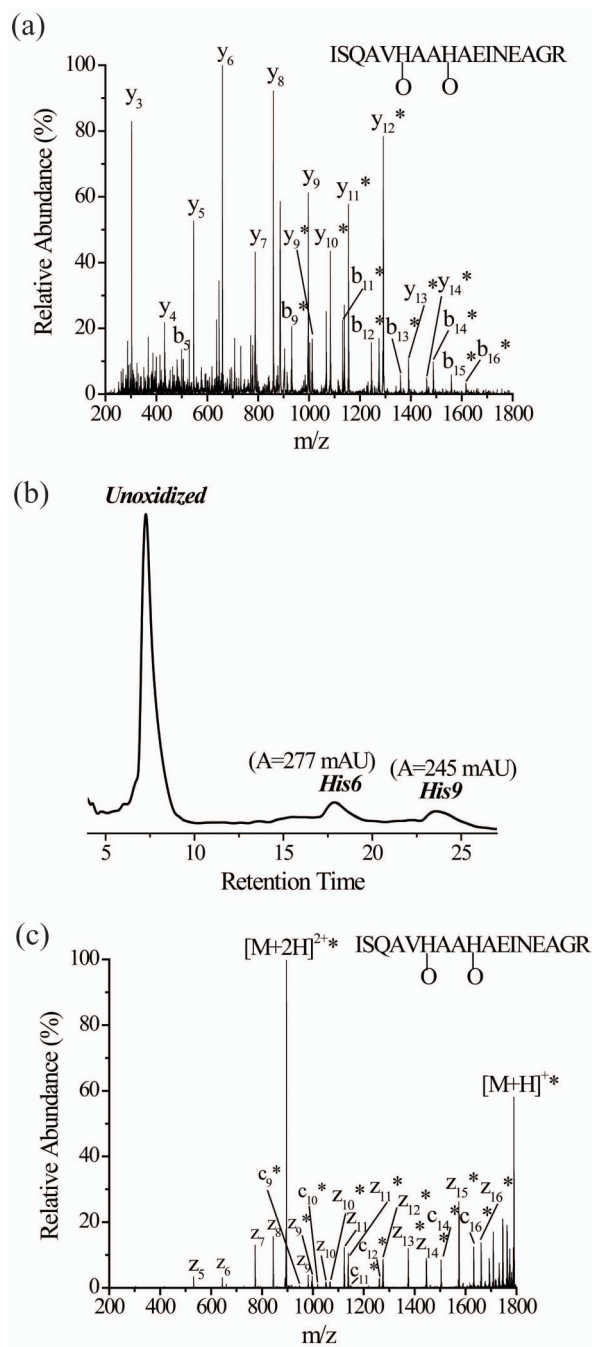 (a)
ISQAVHAAHAEINEAGR
O O
Relative Abundance (%)
100
80
60
40
20
0
y3
y4
b5
y5
y6
y7
y8
b9*
y9*
y9
y10*
y11*
b11*
y12*
b12*
b13*
y13*
y14*
b14*
b15*
b16*
200 400 600 800 1000 1200 1400 1600 1800
m/z
(b)
Unoxidized
(A=277 mAU)
His6
(A=245 mAU)
His9
5 10 15 20 25
Retention Time
(c)
[M+2H]2+*
ISQAVHAAHAEINEAGR
O O
[M+H]+*
Relative Abundance (%)
100
80
60
40
20
0
z5
z6
z7
z8
c9*
z9*
z9
c10*
z10
z10*
z11
z11*
c11*
c12*
z12*
z13*
z14*
c14*
z15*
c16*
z16*
200 400 600 800 1000 1200 1400 1600 1800
m/z